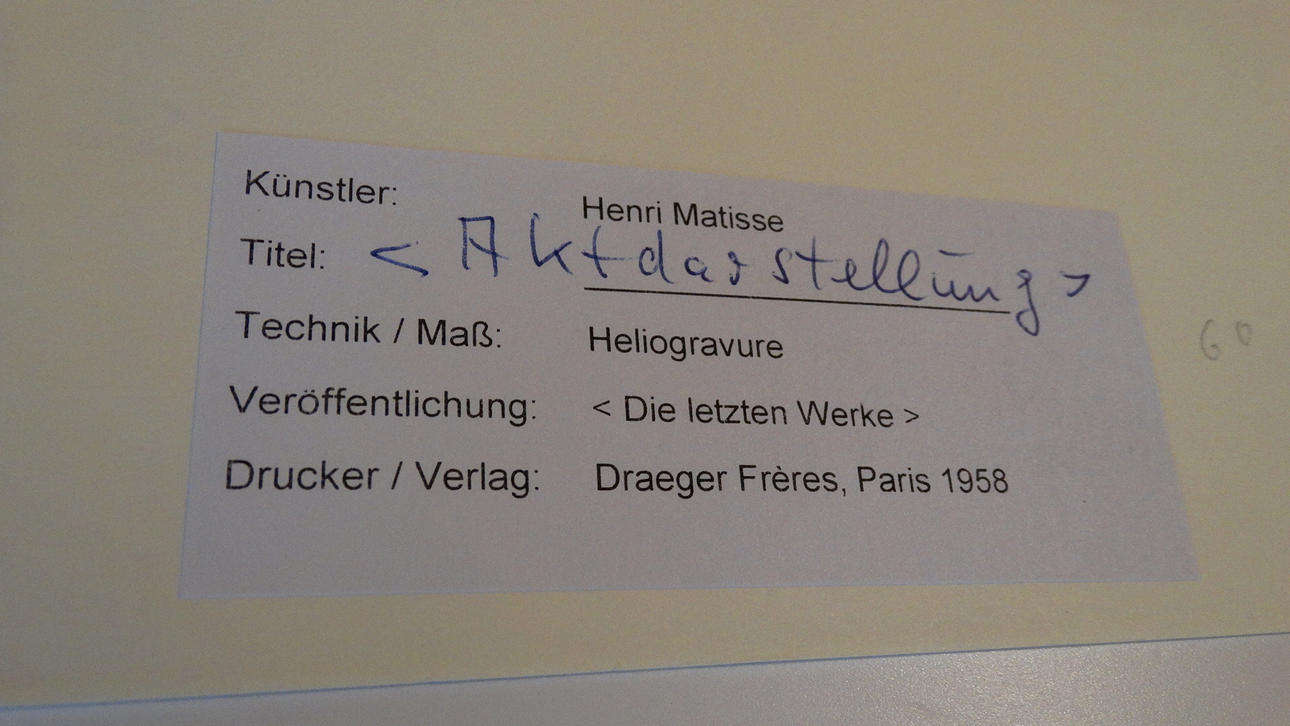 Künstler: Henri Matisse
Titel: < Aktdarstellung >
Technik / Maß: Heliogravure
Veröffentlichung: < Die letzten Werke >
Drucker / Verlag: Draeger Frères, Paris 1958
60